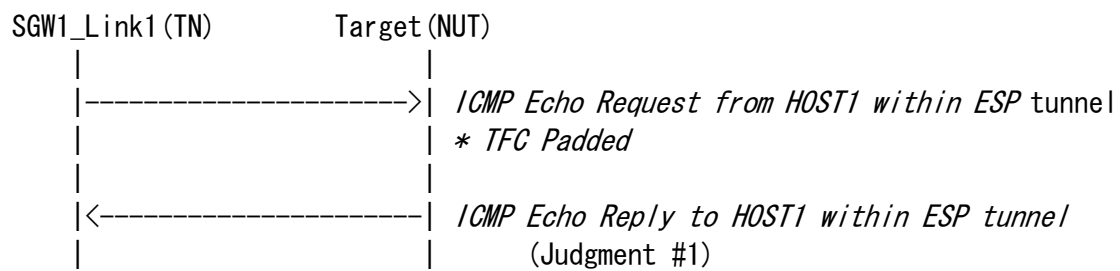 SGW1_Link1(TN) Target(NUT)
| |
|---------------------->| ICMP Echo Request from HOST1 within ESP tunnel
| | * TFC Padded
| |
|<----------------------| ICMP Echo Reply to HOST1 within ESP tunnel
| | (Judgment #1)